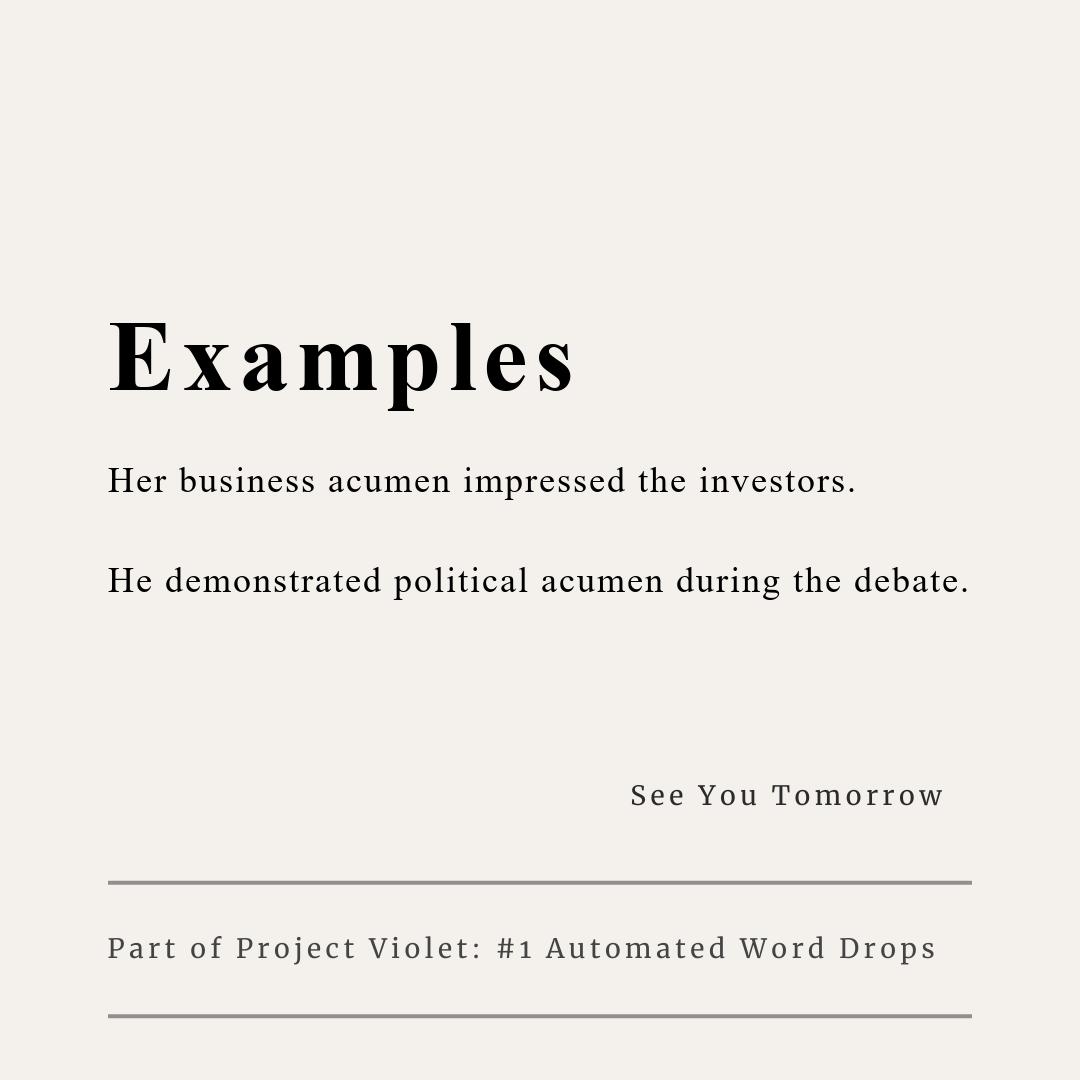 Examples
Her business acumen impressed the investors.
He demonstrated political acumen during the debate.
See You Tomorrow
Part of Project Violet: #1 Automated Word Drops